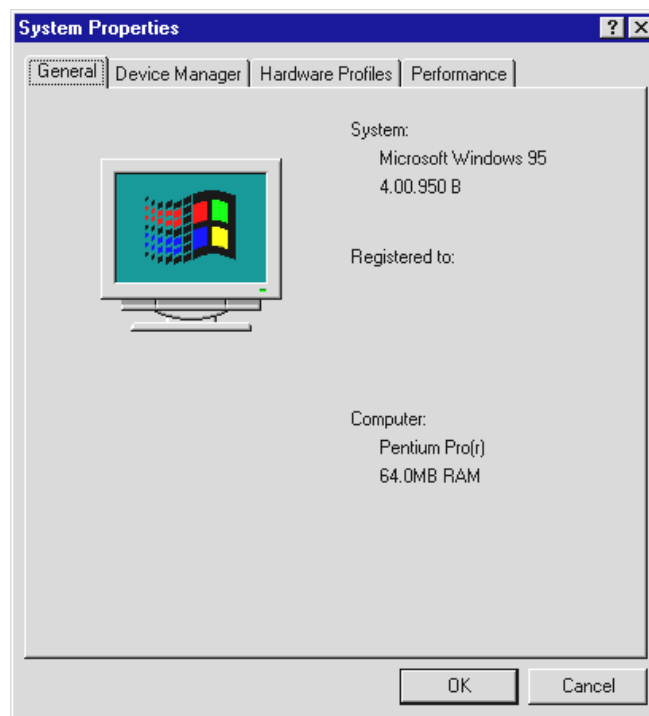 System Properties
General
Device Manager
Hardware Profiles
Performance
System:
Microsoft Windows 95
4.00.950 B
Registered to:
Computer:
Pentium Pro(r)
64.0MB RAM
OK
Cancel